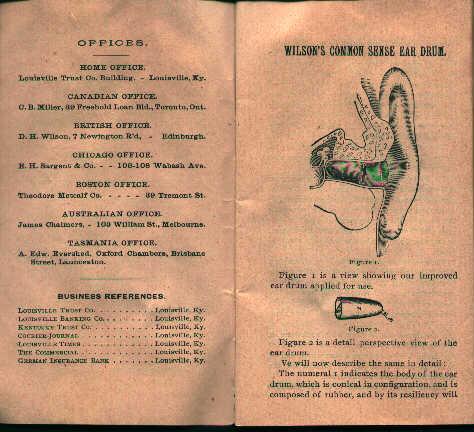 OFFICES.
HOME OFFICE.
Louisville Trust Co. Building, - Louisville, Ky.
CANADIAN OFFICE.
C. B. Miller, 39 Freehold Loan Bld., Toronto, Ont.
BRITISH OFFICE.
D. H. Wilson, 7 Newington R'd, - Edinburgh.
CHICAGO OFFICE.
E. H. Sargent & Co. - - 106-108 Wabash Ave.
BOSTON OFFICE.
Theodore Metcalf Co. - - - - 39 Tremont St.
AUSTRALIAN OFFICE.
James Chalmers, - 103 William St., Melbourne.
TASMANIA OFFICE.
A. Edw. Evershed, Oxford Chambers, Brisbane
Street, Launceston.
BUSINESS REFERENCES.
Louisville Trust Co. . . . . . . . . . Louisville, Ky.
Louisville Banking Co. . . . . . . . . Louisville, Ky.
Kentucky Trust Co. . . . . . . . . . . Louisville, Ky.
Courier-Journal . . . . . . . . . . . Louisville, Ky.
Louisville Times . . . . . . . . . . . Louisville, Ky.
The Commercial . . . . . . . . . . . . Louisville, Ky.
German Insurance Bank . . . . . . . . Louisville, Ky.
WILSON'S COMMON SENSE EAR DRUM.
Figure 1.
Figure 1 is a view showing our improved
ear drum applied for use.
Figure 2.
Figure 2 is a detail perspective view of the
ear drum.
We will now describe the same in detail:
The numeral 1 indicates the body of the ear
drum, which is conical in configuration, and is
composed of rubber, and by its resiliency will